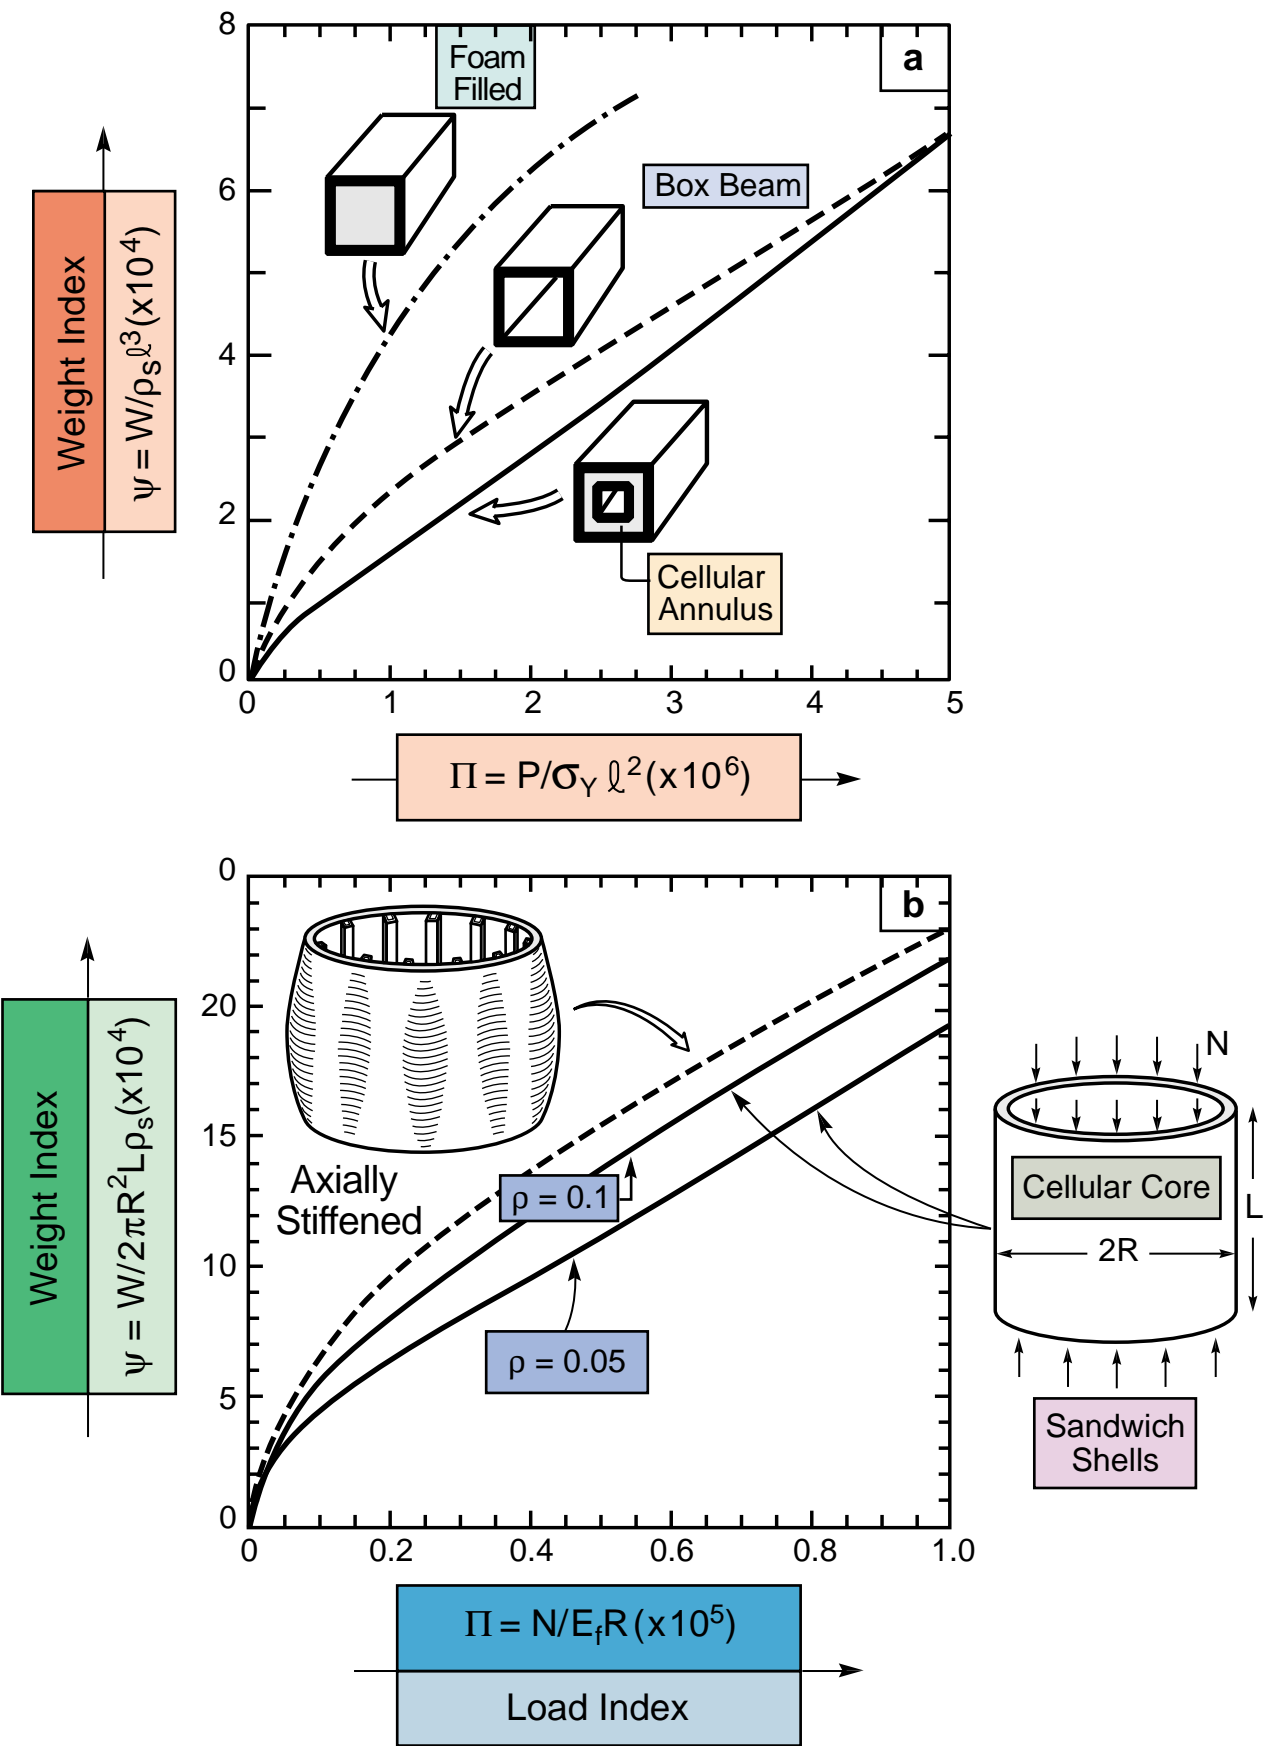 8
6
4
2
0
0
1
2
3
4
5
a
Foam
Filled
Box Beam
Cellular
Annulus
Weight Index
ψ = W/ρsℓ³(x10⁴)
Π = P/σY ℓ²(x10⁶)
0
20
15
10
5
0
0
0.2
0.4
0.6
0.8
1.0
b
Axially
Stiffened
ρ = 0.1
ρ = 0.05
N
Cellular Core
L
2R
Sandwich
Shells
Weight Index
ψ = W/2πR²Lρs(x10⁴)
Π = N/EfR(x10⁵)
Load Index